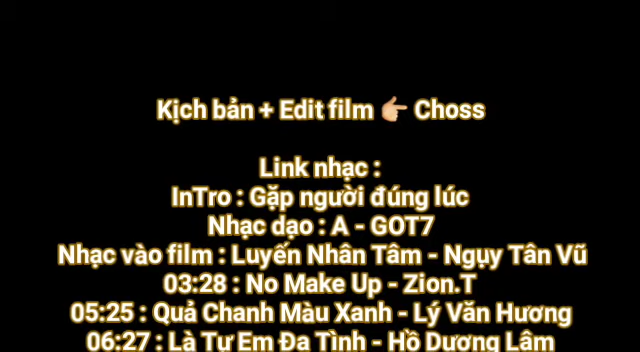 Kịch bản + Edit film 👉🏼 Choss
Link nhạc :
InTro : Gặp người đúng lúc
Nhạc dạo : A - GOT7
Nhạc vào film : Luyến Nhân Tâm - Ngụy Tân Vũ
03:28 : No Make Up - Zion.T
05:25 : Quả Chanh Màu Xanh - Lý Văn Hương
06:27 : Là Tự Em Đa Tình - Hồ Dương Lâm